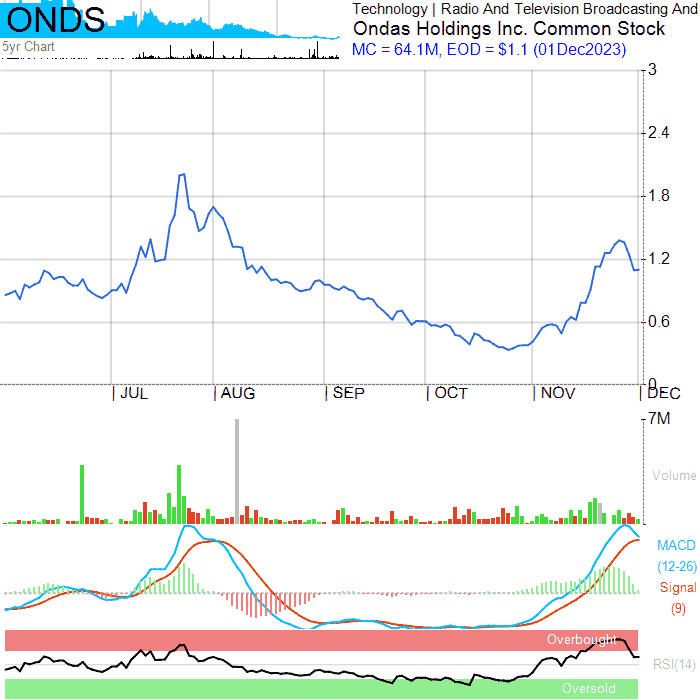 ONDS
5yr Chart
Technology | Radio And Television Broadcasting And
Ondas Holdings Inc. Common Stock
MC = 64.1M, EOD = $1.1 (01Dec2023)
3
2.4
1.8
1.2
0.6
0
JUL AUG SEP OCT NOV DEC
7M
Volume
MACD
(12-26)
Signal
(9)
Overbought
RSI(14)
Oversold